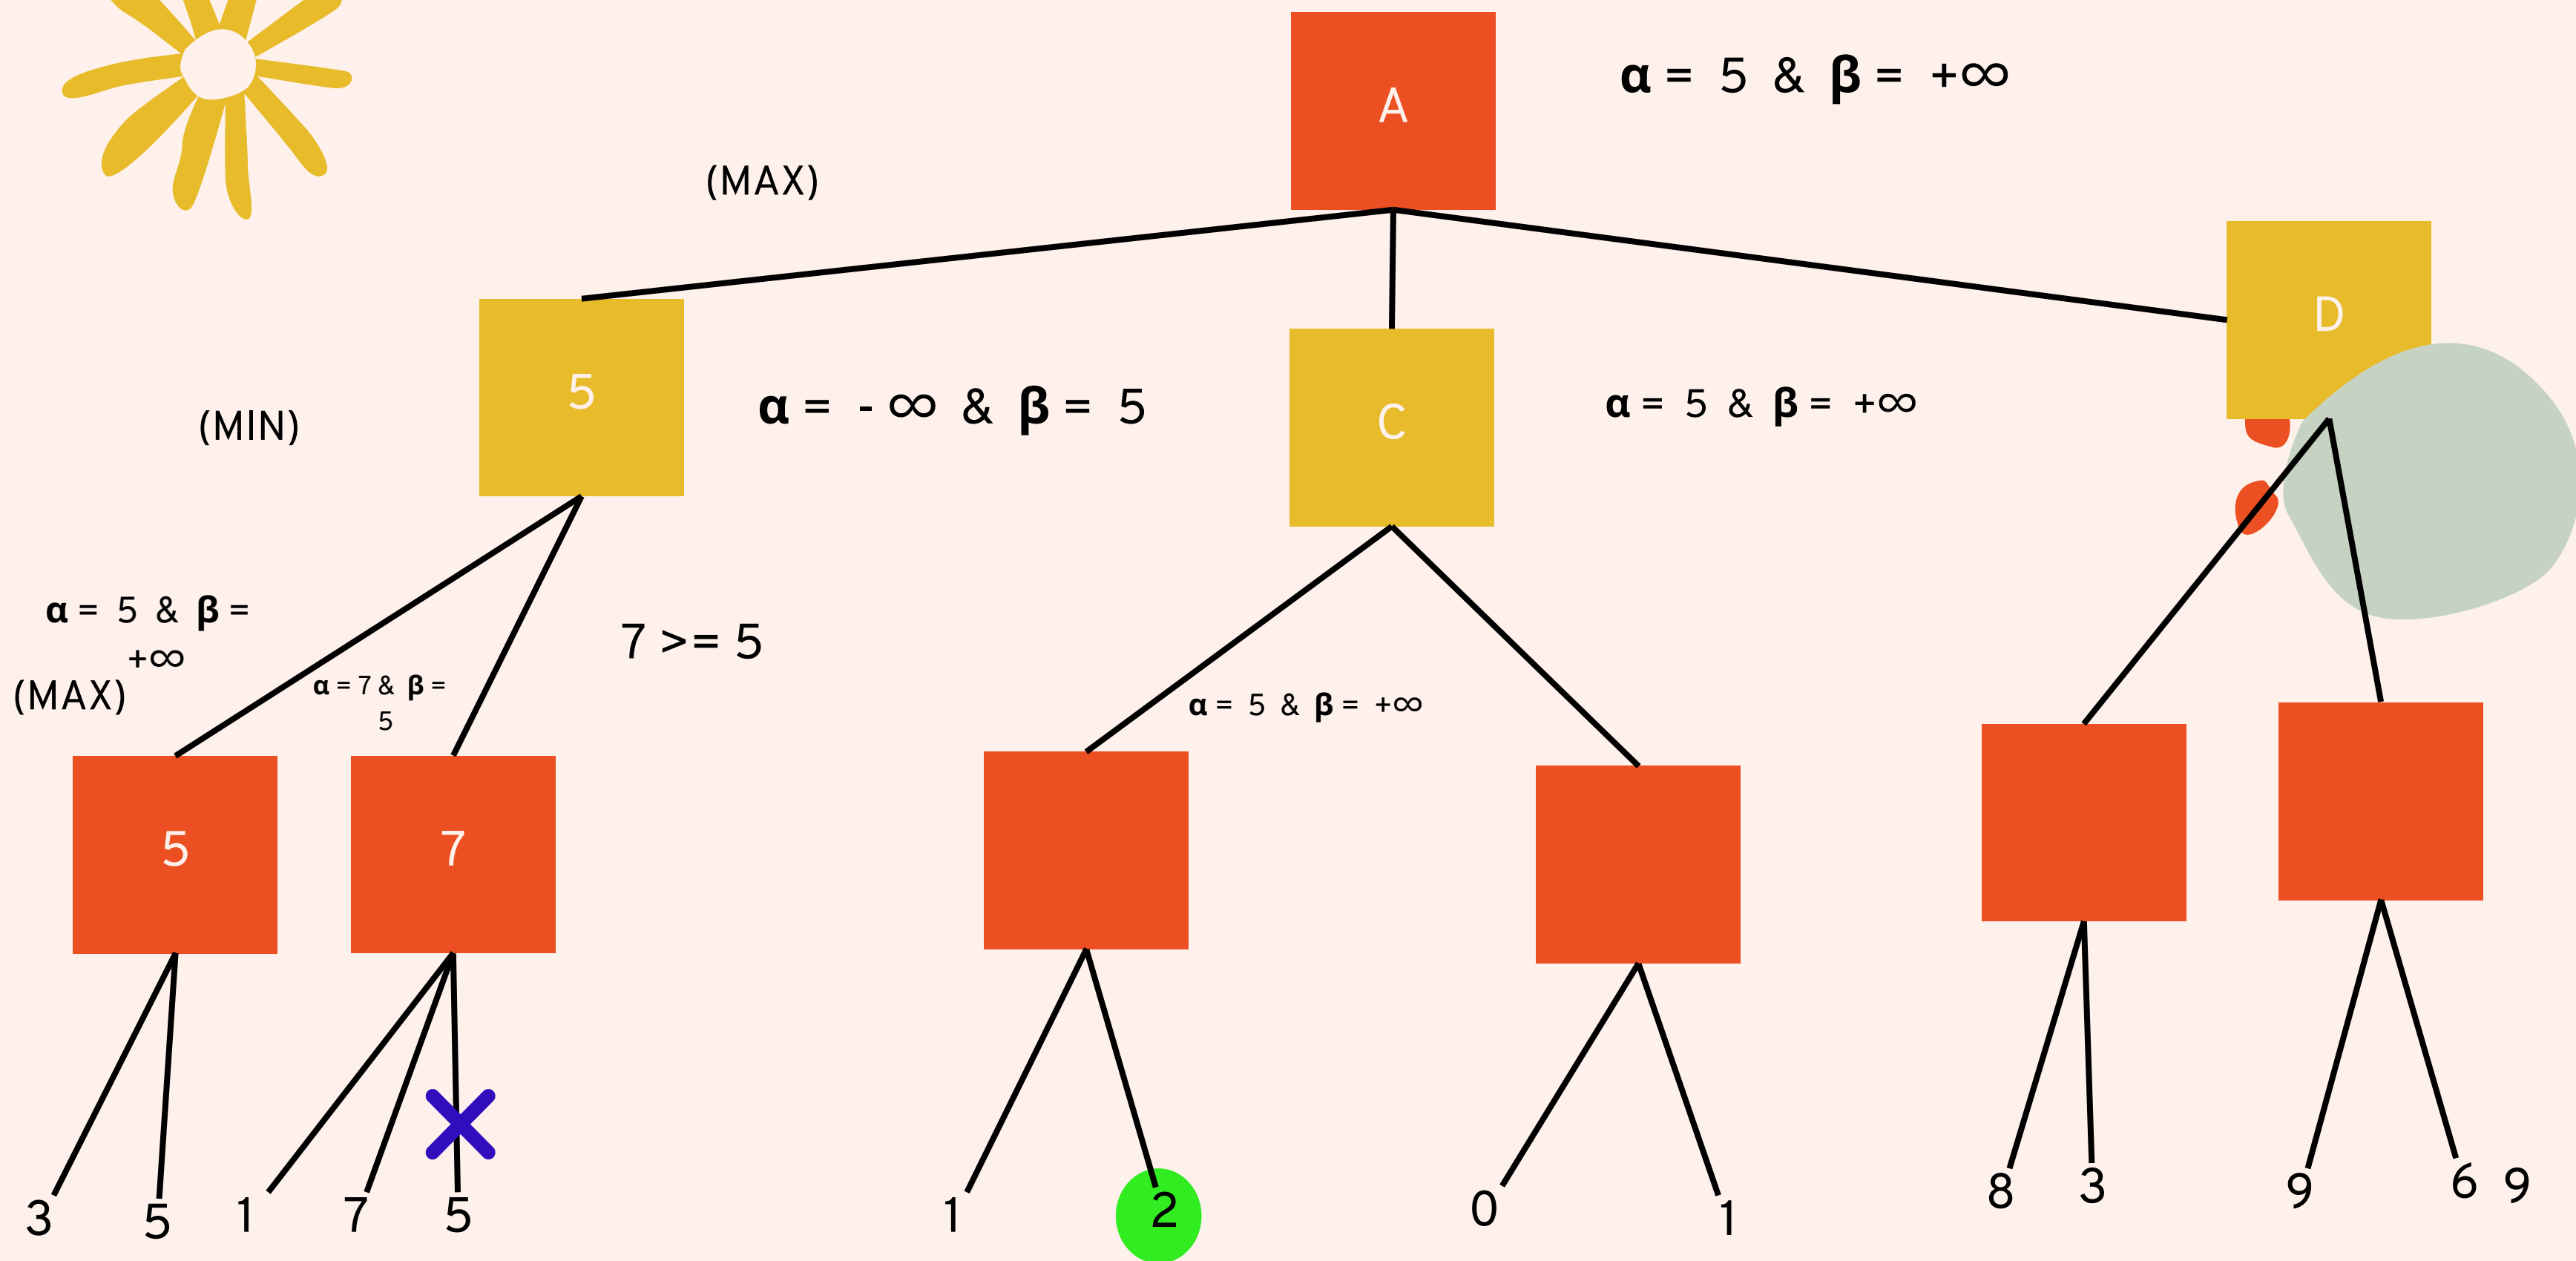 A
α = 5 & β = +∞
(MAX)
D
5
C
(MIN)
α = - ∞ & β = 5
α = 5 & β = +∞
α = 5 & β =
+∞
7 >= 5
(MAX)
α = 7 & β =
5
α = 5 & β = +∞
5
7
3 5 1 7 5 1 2 0 1 8 3 9 6 9